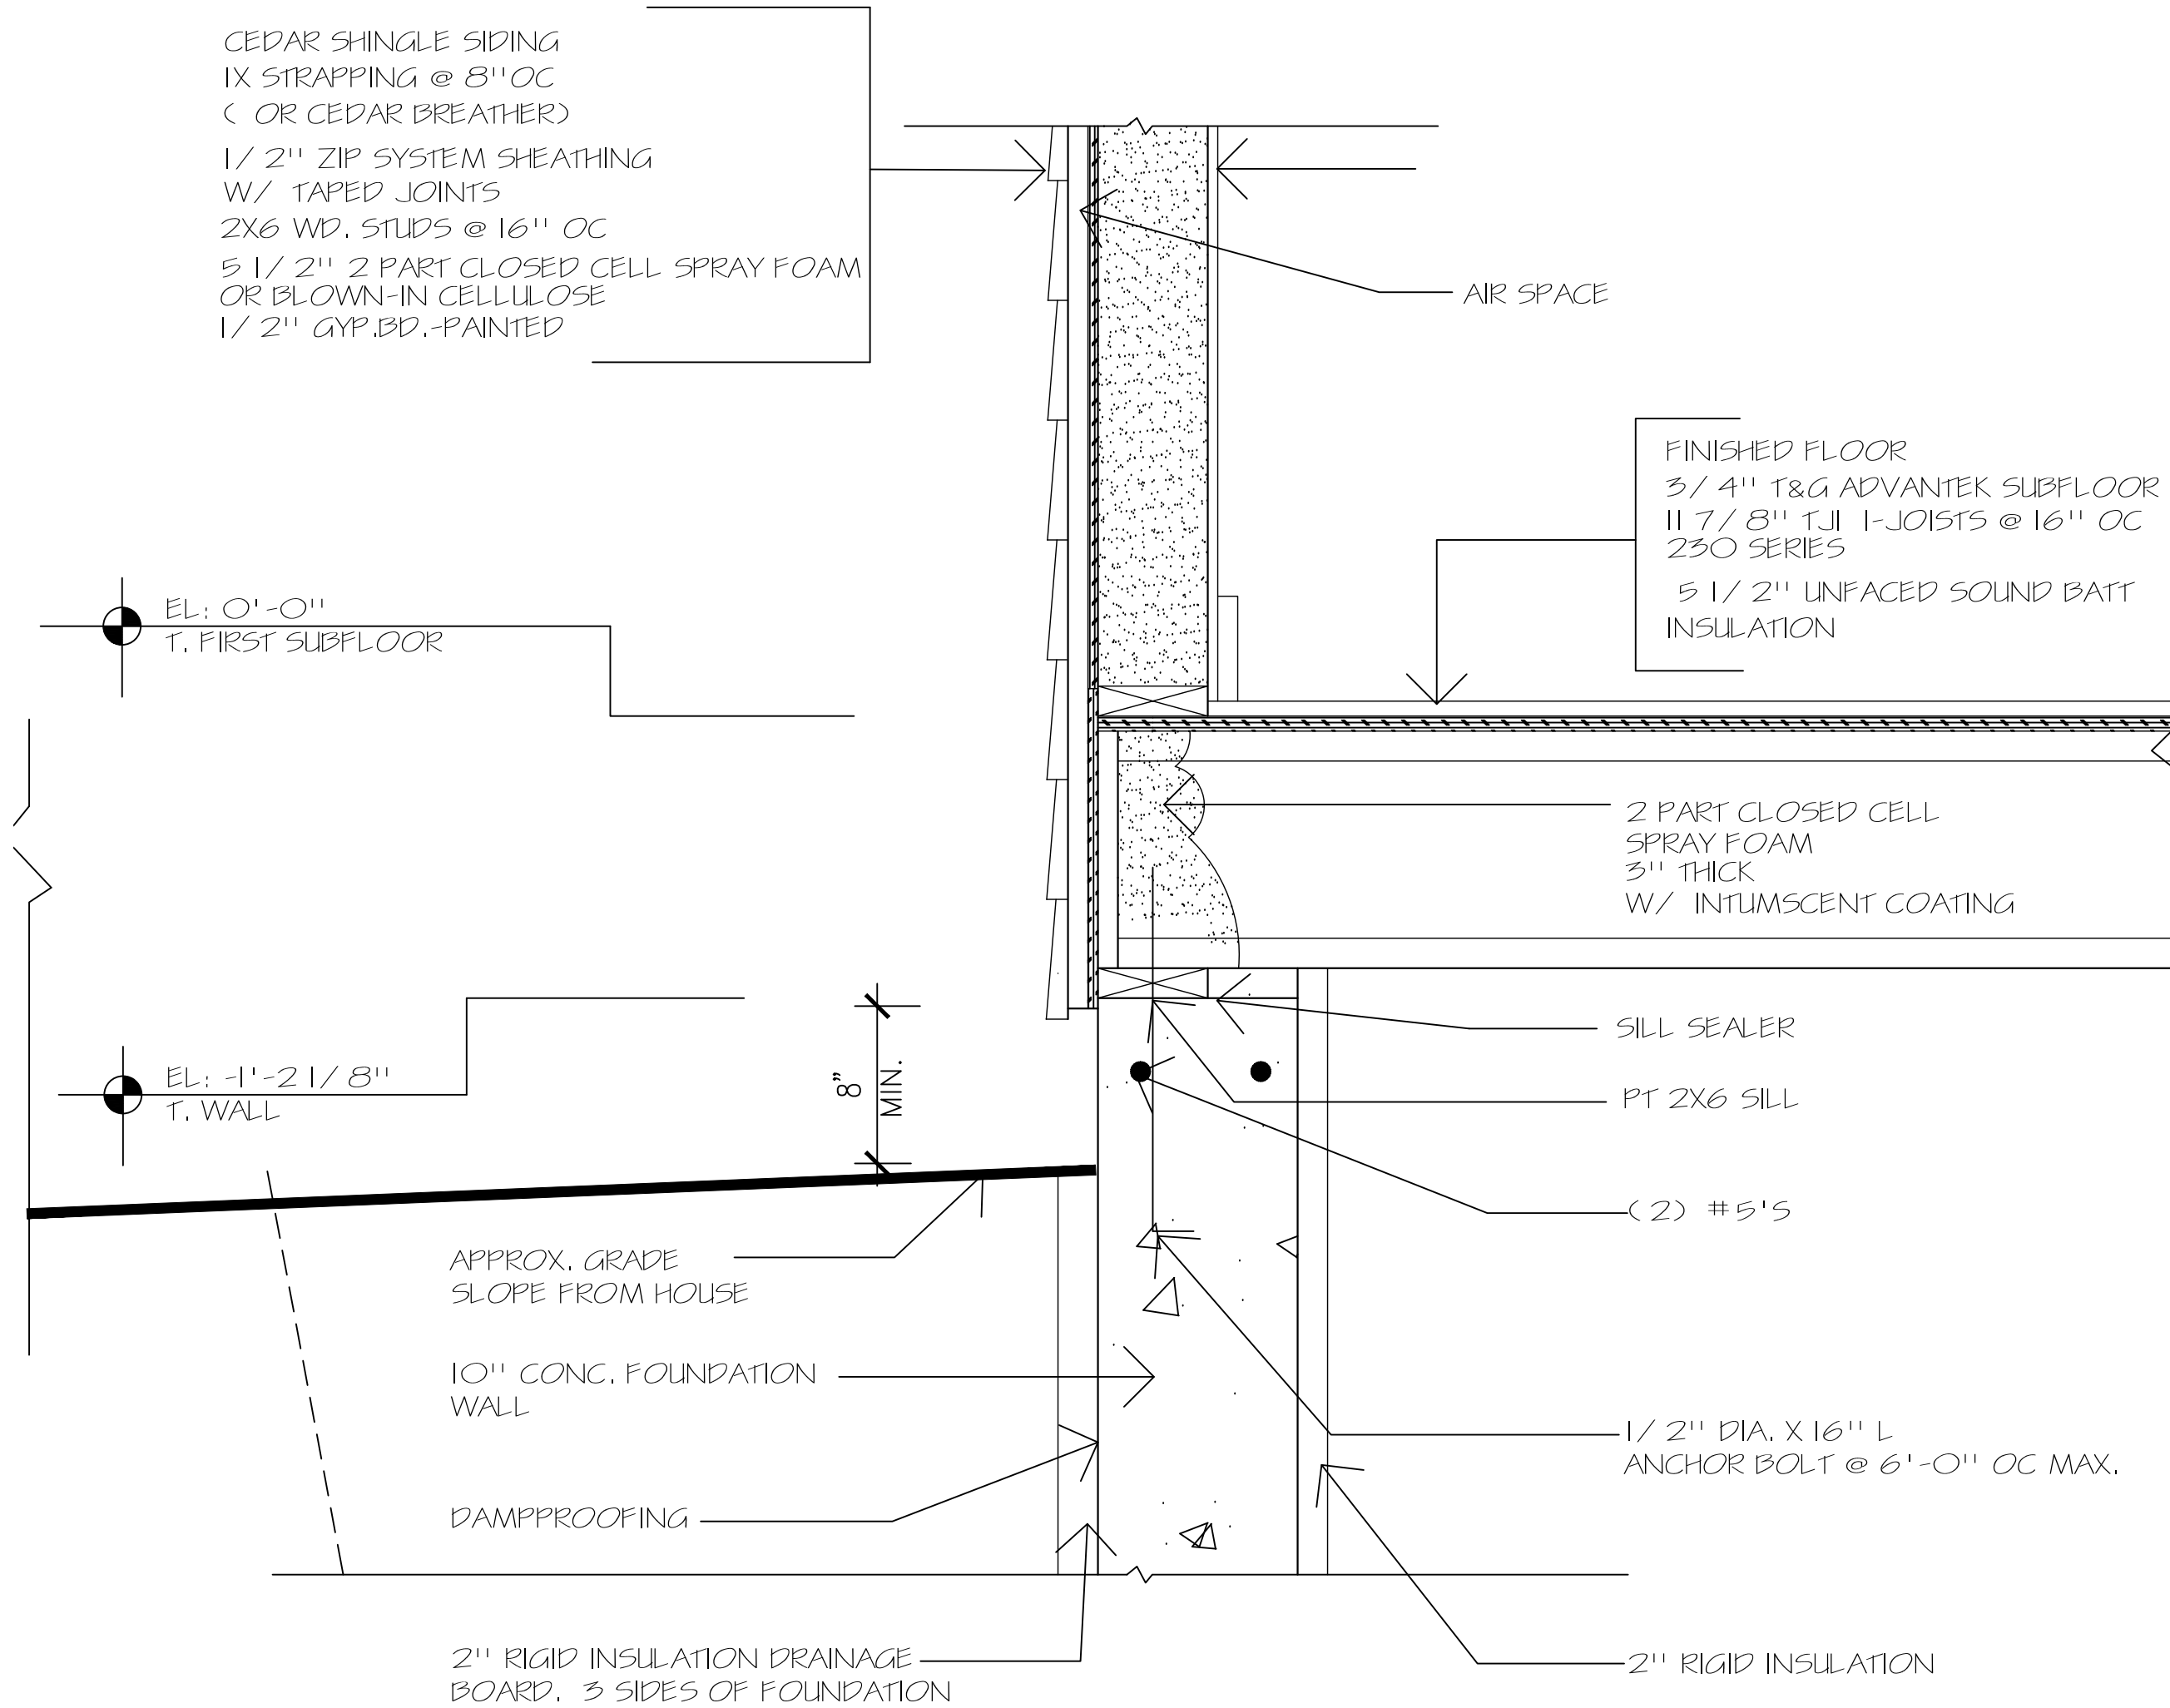 CEDAR SHINGLE SIDING
1X STRAPPING @ 8''OC
( OR CEDAR BREATHER)
1/ 2'' ZIP SYSTEM SHEATHING
W/ TAPED JOINTS
2X6 WD. STUDS @ 16'' OC
5 1/ 2'' 2 PART CLOSED CELL SPRAY FOAM
OR BLOWN-IN CELLULOSE
1/ 2'' GYP.BD.-PAINTED
AIR SPACE
FINISHED FLOOR
3/ 4'' T&G ADVANTEK SUBFLOOR
11 7/ 8'' TJI I-JOISTS @ 16'' OC
230 SERIES
5 1/ 2'' UNFACED SOUND BATT
INSULATION
EL: 0'-0''
T. FIRST SUBFLOOR
2 PART CLOSED CELL
SPRAY FOAM
3'' THICK
W/ INTUMSCENT COATING
SILL SEALER
EL: -1'-2 1/ 8''
T. WALL
8"
MIN.
PT 2X6 SILL
( 2) #5'S
APPROX. GRADE
SLOPE FROM HOUSE
10'' CONC. FOUNDATION
WALL
1/ 2'' DIA. X 16'' L
ANCHOR BOLT @ 6'-0'' OC MAX.
DAMPPROOFING
2'' RIGID INSULATION DRAINAGE
BOARD. 3 SIDES OF FOUNDATION
2'' RIGID INSULATION